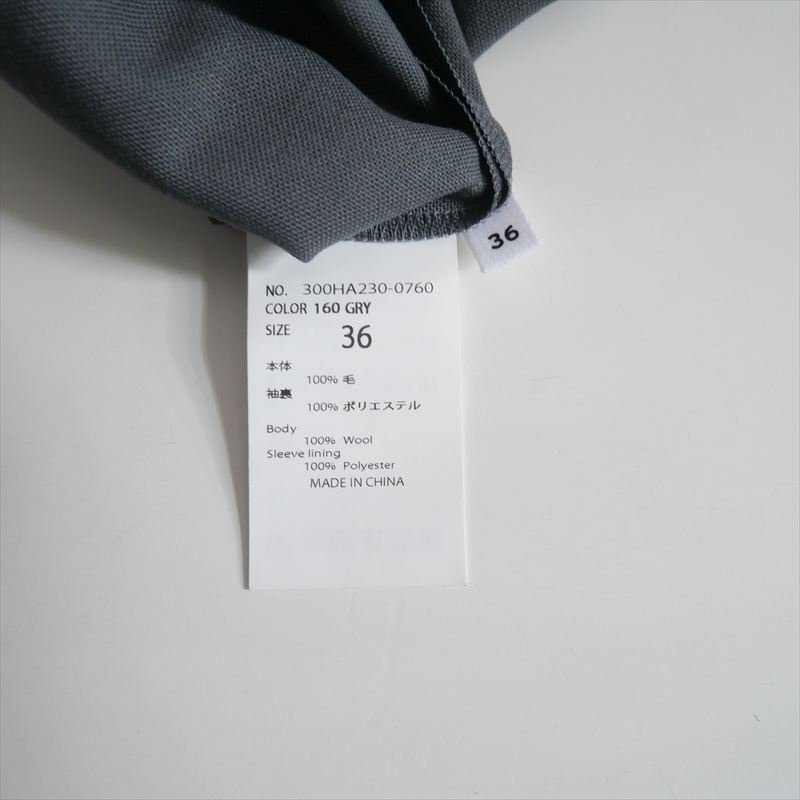 36
NO. 300HA230-0760
COLOR 160 GRY
SIZE 36
本体
100% 毛
袖裏
100% ポリエステル
Body
100% Wool
Sleeve lining
100% Polyester
MADE IN CHINA